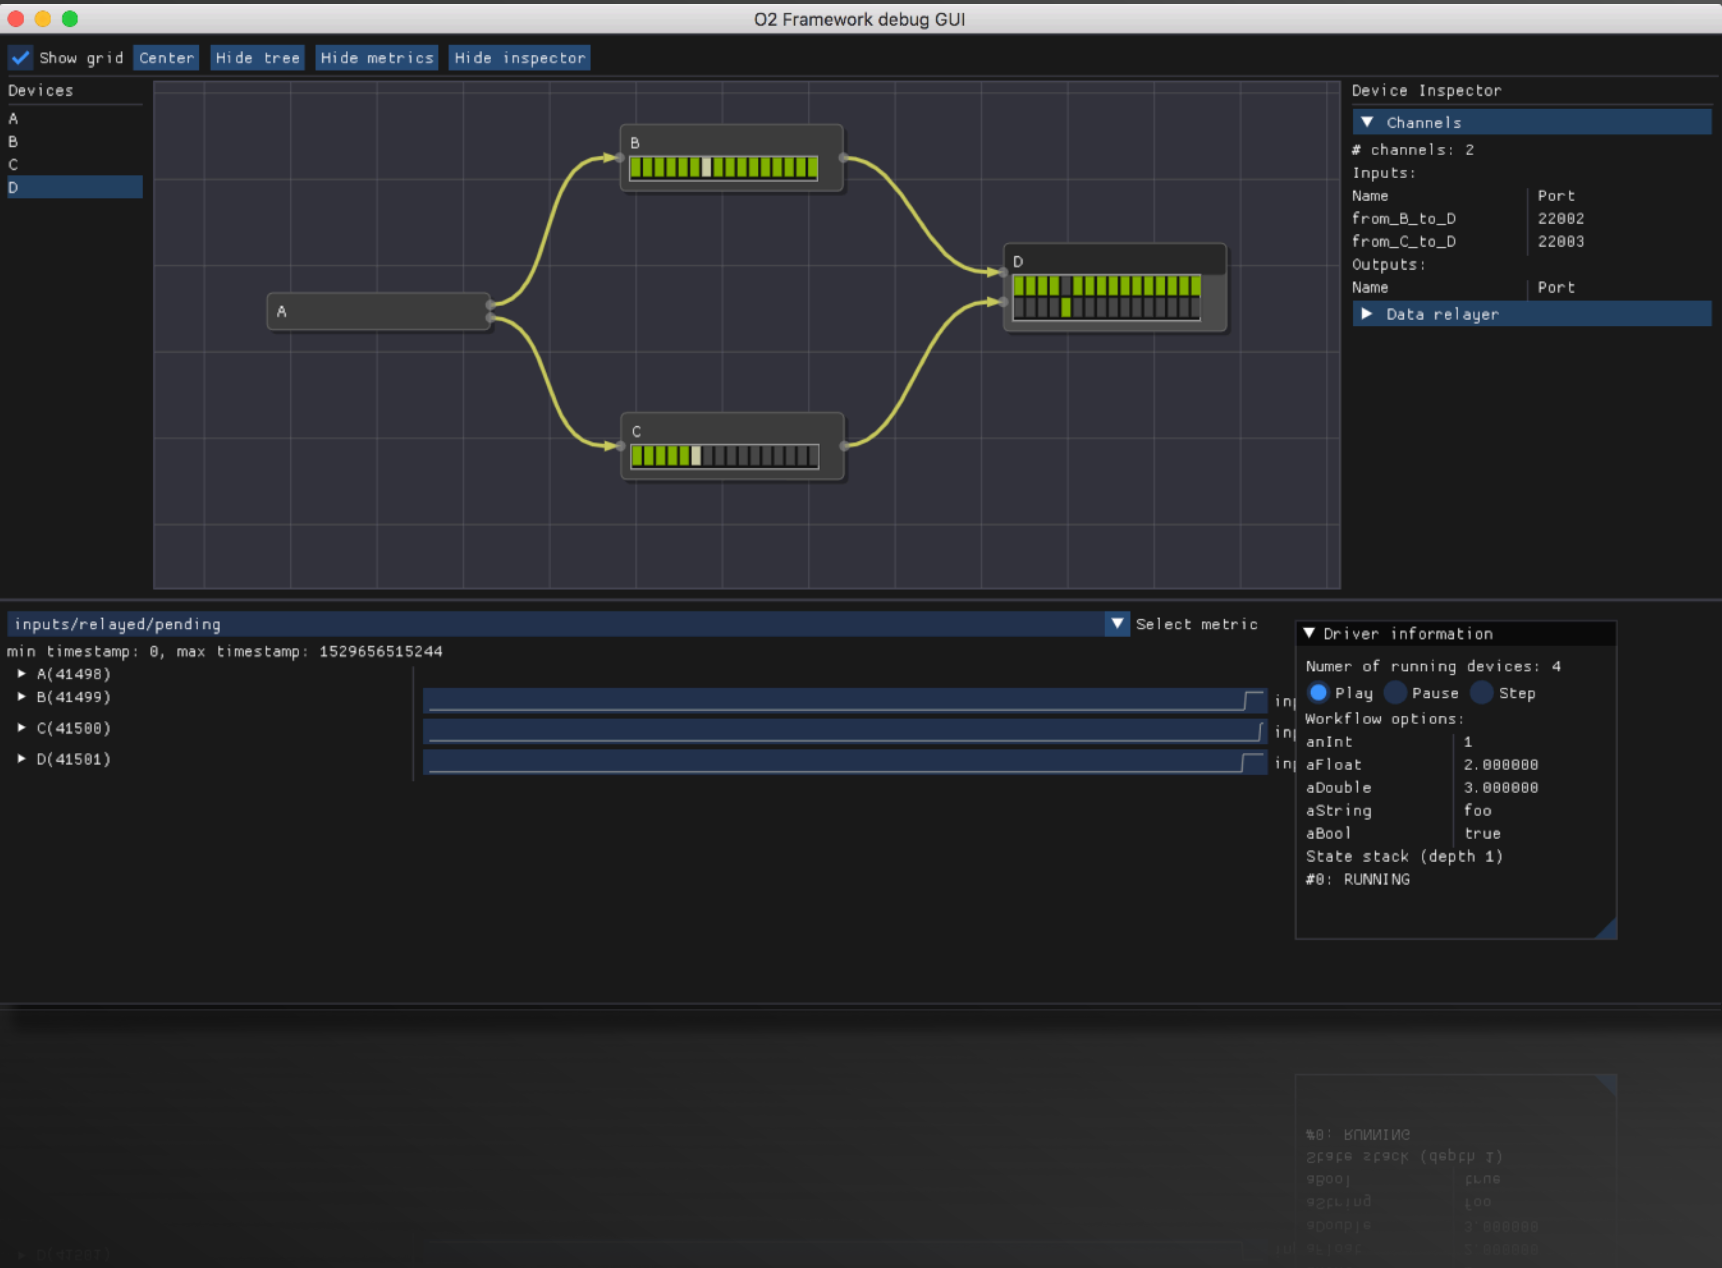 O2 Framework debug GUI
Show grid Center Hide tree Hide metrics Hide inspector
Devices
A
B
C
D
A
B
C
D
Device Inspector
Channels
# channels: 2
Inputs:
Name Port
from_B_to_D 22002
from_C_to_D 22003
Outputs:
Name Port
Data relayer
inputs/relayed/pending Select metric
min timestamp: 0, max timestamp: 1529656515244
A(41498)
B(41499)
C(41500)
D(41501)
inp
inp
inp
Driver information
Numer of running devices: 4
Play Pause Step
Workflow options:
anInt 1
aFloat 2.000000
aDouble 3.000000
aString foo
aBool true
State stack (depth 1)
#0: RUNNING